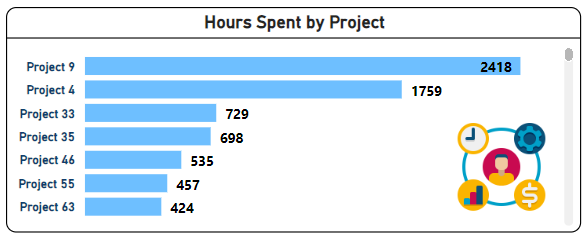 Hours Spent by Project
Project 9 2418
Project 4 1759
Project 33 729
Project 35 698
Project 46 535
Project 55 457
Project 63 424
$